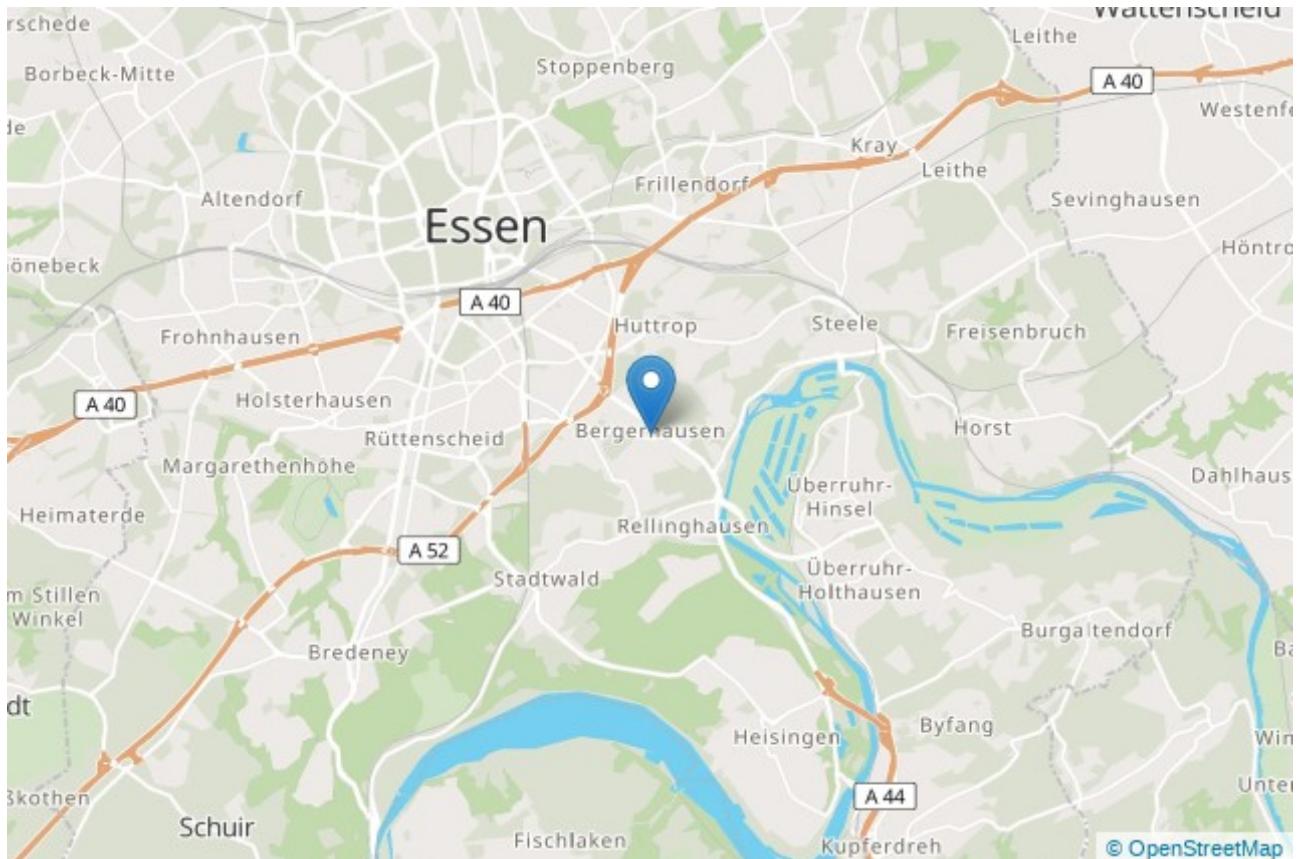 Wattenscheid
Leithe
Borbeck-Mitte
Stoppenberg
A 40
Kray
Leithe
Altendorf
Frillendorf
Sevinghausen
Essen
A 40
Huttrop
Steele
Freisenbruch
Frohnhausen
A 40
Holsterhausen
Rüttenscheid
Bergerhausen
Horst
Margarethenhöhe
Überruhr-
Hinsel
Heimaterde
Rellinghausen
A 52
Stadtwald
Überruhr-
Holthausen
Winkel
Burgaltendorf
Bredeney
Heisingen
Byfang
A 44
Schuir
Fischlaken
Kupferdreh
© OpenStreetMap